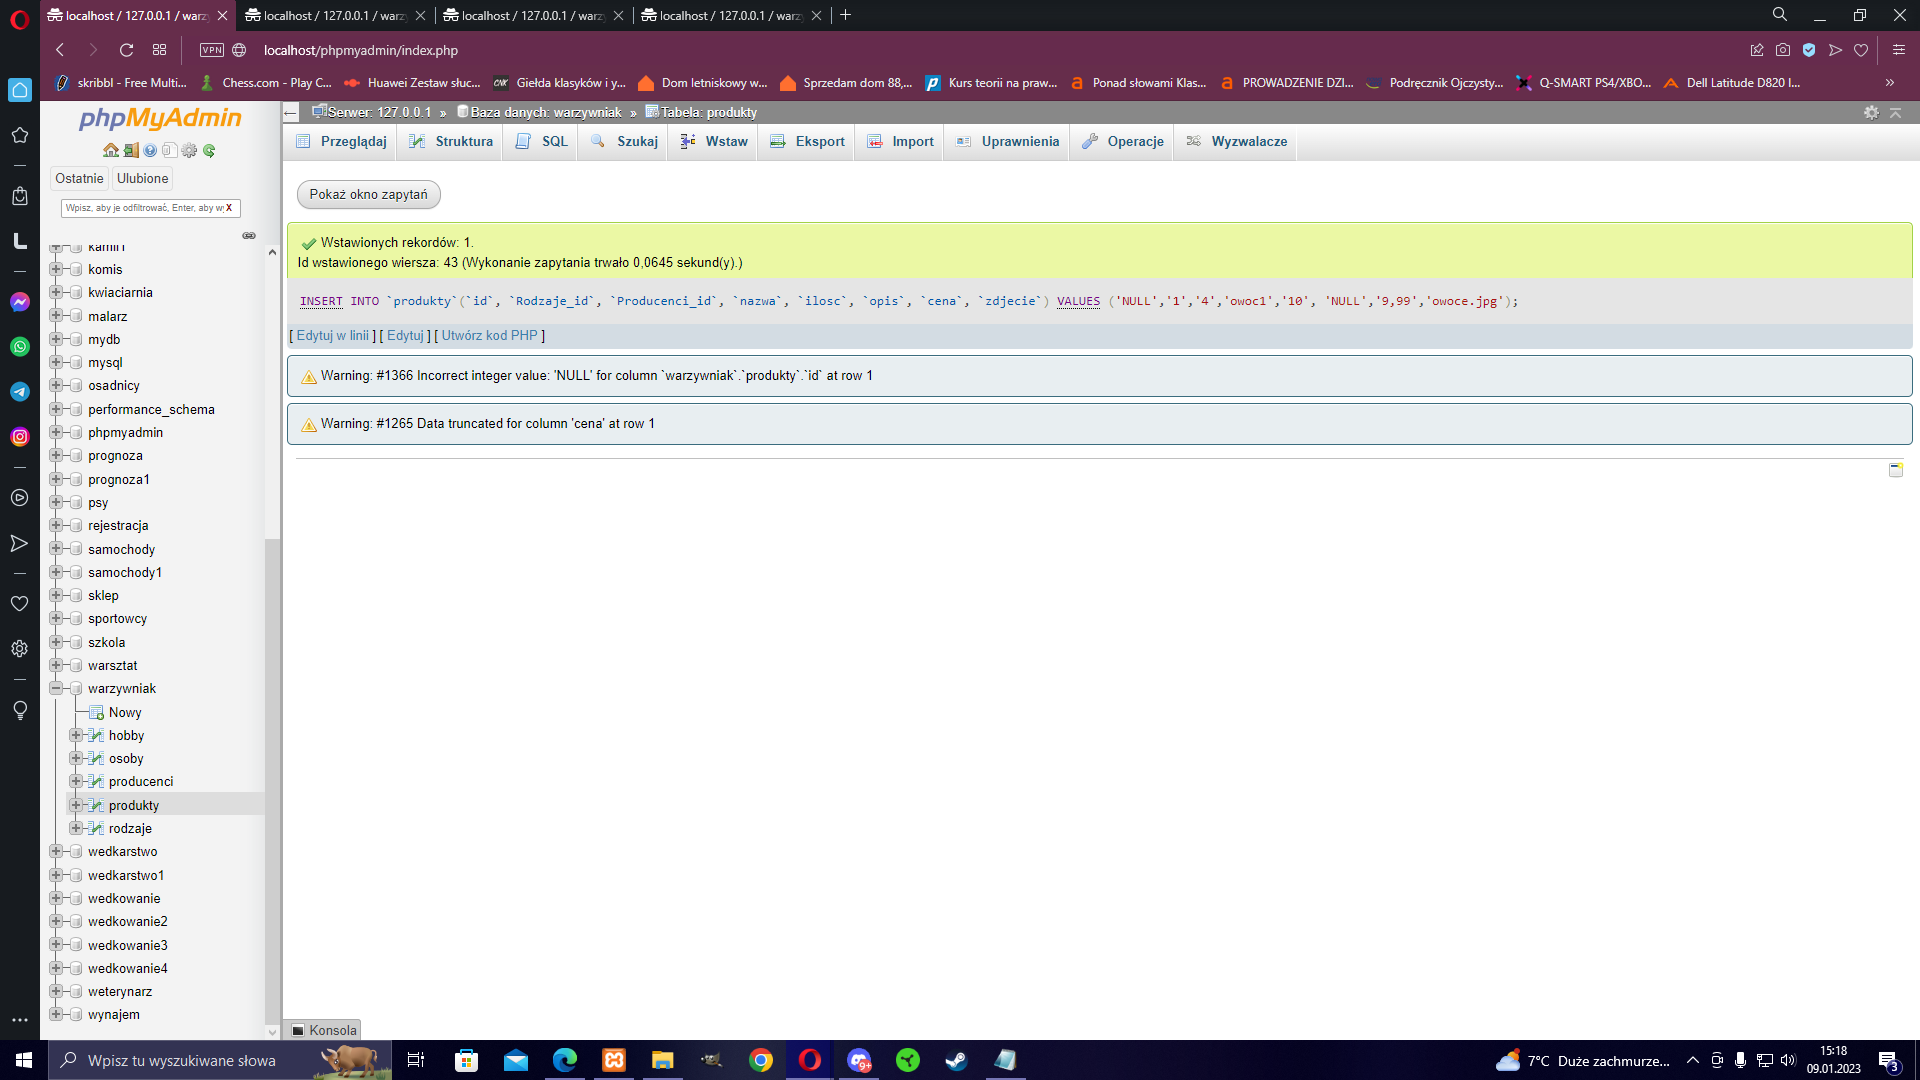 localhost / 127.0.0.1 / warzy
localhost / 127.0.0.1 / warzy
localhost / 127.0.0.1 / warzy
localhost / 127.0.0.1 / warzy
VPN
localhost/phpmyadmin/index.php
skribbl - Free Multi...
Chess.com - Play C...
Huawei Zestaw słuc...
Giełda klasyków i y...
Dom letniskowy w...
Sprzedam dom 88,...
Kurs teorii na praw...
Ponad słowami Klas...
PROWADZENIE DZI...
Podręcznik Ojczysty...
Q-SMART PS4/XBO...
Dell Latitude D820 I...
phpMyAdmin
Ostatnie
Ulubione
Wpisz, aby je odfiltrować, Enter, aby wy
X
komis
kwiaciarnia
malarz
mydb
mysql
osadnicy
performance_schema
phpmyadmin
prognoza
prognoza1
psy
rejestracja
samochody
samochody1
sklep
sportowcy
szkola
warsztat
warzywniak
Nowy
hobby
osoby
producenci
produkty
rodzaje
wedkarstwo
wedkarstwo1
wedkowanie
wedkowanie2
wedkowanie3
wedkowanie4
weterynarz
wynajem
Serwer: 127.0.0.1 » Baza danych: warzywniak » Tabela: produkty
Przeglądaj
Struktura
SQL
Szukaj
Wstaw
Eksport
Import
Uprawnienia
Operacje
Wyzwalacze
Pokaż okno zapytań
Wstawionych rekordów: 1.
Id wstawionego wiersza: 43 (Wykonanie zapytania trwało 0,0645 sekund(y).)
INSERT INTO `produkty`(`id`, `Rodzaje_id`, `Producenci_id`, `nazwa`, `ilosc`, `opis`, `cena`, `zdjecie`) VALUES ('NULL','1','4','owoc1','10', 'NULL','9,99','owoce.jpg');
[ Edytuj w linii ] [ Edytuj ] [ Utwórz kod PHP ]
Warning: #1366 Incorrect integer value: 'NULL' for column `warzywniak`.`produkty`.`id` at row 1
Warning: #1265 Data truncated for column 'cena' at row 1
Konsola
Wpisz tu wyszukiwane słowa
9+
7°C Duże zachmurze...
15:18
09.01.2023
3